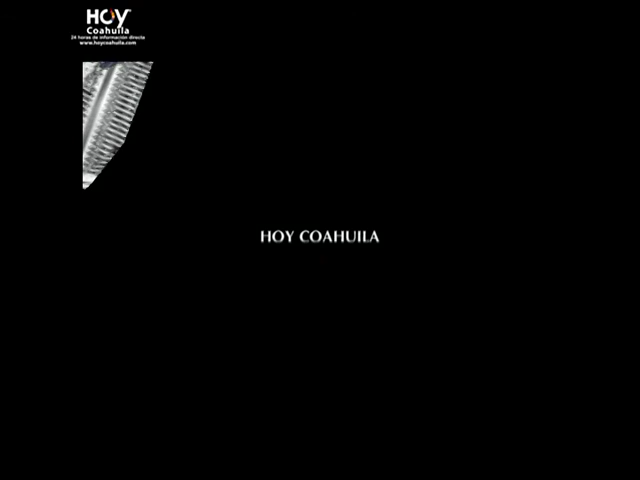 HOY
Coahuila
24 horas de información directa
www.hoycoahuila.com
HOY COAHUILA